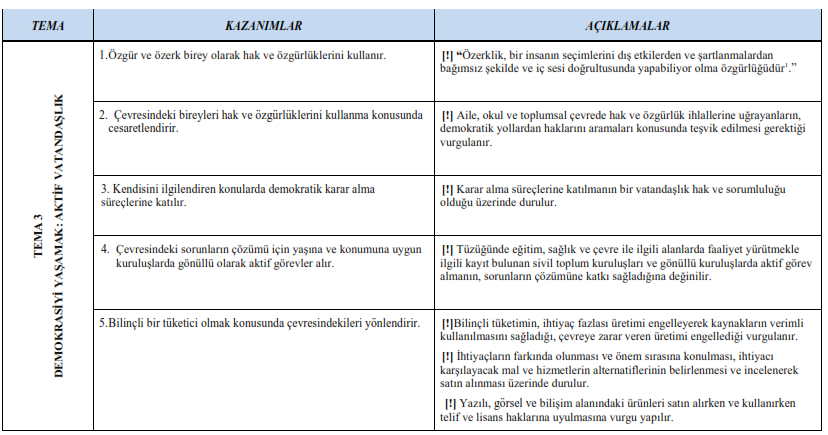 TEMA
KAZANIMLAR
AÇIKLAMALAR
TEMA 3
DEMOKRASİYİ YAŞAMAK: AKTİF VATANDAŞLIK
1.Özgür ve özerk birey olarak hak ve özgürlüklerini kullanır.
[!] “Özerklik, bir insanın seçimlerini dış etkilerden ve şartlanmalardan
bağımsız şekilde ve iç sesi doğrultusunda yapabiliyor olma özgürlüğüdür¹.”
2. Çevresindeki bireyleri hak ve özgürlüklerini kullanma konusunda
cesaretlendirir.
[!] Aile, okul ve toplumsal çevrede hak ve özgürlük ihlallerine uğrayanların,
demokratik yollardan haklarını aramaları konusunda teşvik edilmesi gerektiği
vurgulanır.
3. Kendisini ilgilendiren konularda demokratik karar alma
süreçlerine katılır.
[!] Karar alma süreçlerine katılmanın bir vatandaşlık hak ve sorumluluğu
olduğu üzerinde durulur.
4. Çevresindeki sorunların çözümü için yaşına ve konumuna uygun
kuruluşlarda gönüllü olarak aktif görevler alır.
[!] Tüzüğünde eğitim, sağlık ve çevre ile ilgili alanlarda faaliyet yürütmekle
ilgili kayıt bulunan sivil toplum kuruluşları ve gönüllü kuruluşlarda aktif görev
almanın, sorunların çözümüne katkı sağladığına değinilir.
5.Bilinçli bir tüketici olmak konusunda çevresindekileri yönlendirir.
[!]Bilinçli tüketimin, ihtiyaç fazlası üretimi engelleyerek kaynakların verimli
kullanılmasını sağladığı, çevreye zarar veren üretimi engellediği vurgulanır.
[!] İhtiyaçların farkında olunması ve önem sırasına konulması, ihtiyacı
karşılayacak mal ve hizmetlerin alternatiflerinin belirlenmesi ve incelenerek
satın alınması üzerinde durulur.
[!] Yazılı, görsel ve bilişim alanındaki ürünleri satın alırken ve kullanırken
telif ve lisans haklarına uyulmasına vurgu yapılır.